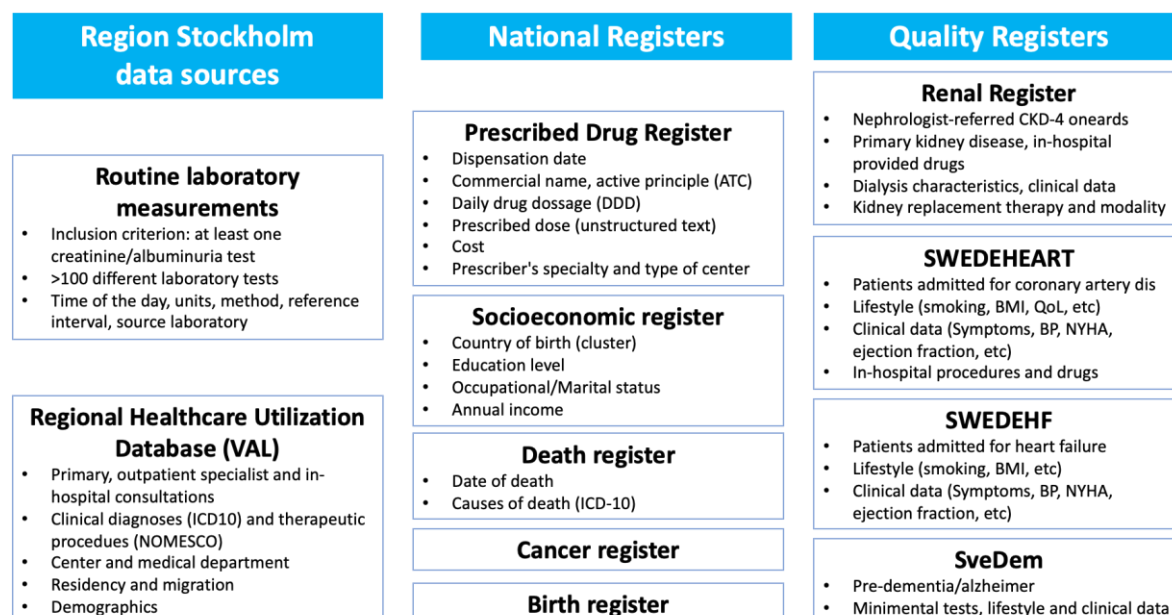 Region Stockholm
data sources
Routine laboratory
measurements
• Inclusion criterion: at least one
creatinine/albuminuria test
• >100 different laboratory tests
• Time of the day, units, method, reference
interval, source laboratory
Regional Healthcare Utilization
Database (VAL)
• Primary, outpatient specialist and in-
hospital consultations
• Clinical diagnoses (ICD10) and therapeutic
procedues (NOMESCO)
• Center and medical department
• Residency and migration
• Demographics
National Registers
Prescribed Drug Register
• Dispensation date
• Commercial name, active principle (ATC)
• Daily drug dossage (DDD)
• Prescribed dose (unstructured text)
• Cost
• Prescriber's specialty and type of center
Socioeconomic register
• Country of birth (cluster)
• Education level
• Occupational/Marital status
• Annual income
Death register
• Date of death
• Causes of death (ICD-10)
Cancer register
Birth register
Quality Registers
Renal Register
• Nephrologist-referred CKD-4 oneards
• Primary kidney disease, in-hospital
provided drugs
• Dialysis characteristics, clinical data
• Kidney replacement therapy and modality
SWEDEHEART
• Patients admitted for coronary artery dis
• Lifestyle (smoking, BMI, QoL, etc)
• Clinical data (Symptoms, BP, NYHA,
ejection fraction, etc)
• In-hospital procedures and drugs
SWEDEHF
• Patients admitted for heart failure
• Lifestyle (smoking, BMI, etc)
• Clinical data (Symptoms, BP, NYHA,
ejection fraction, etc)
SveDem
• Pre-dementia/alzheimer
• Minimental tests, lifestyle and clinical data